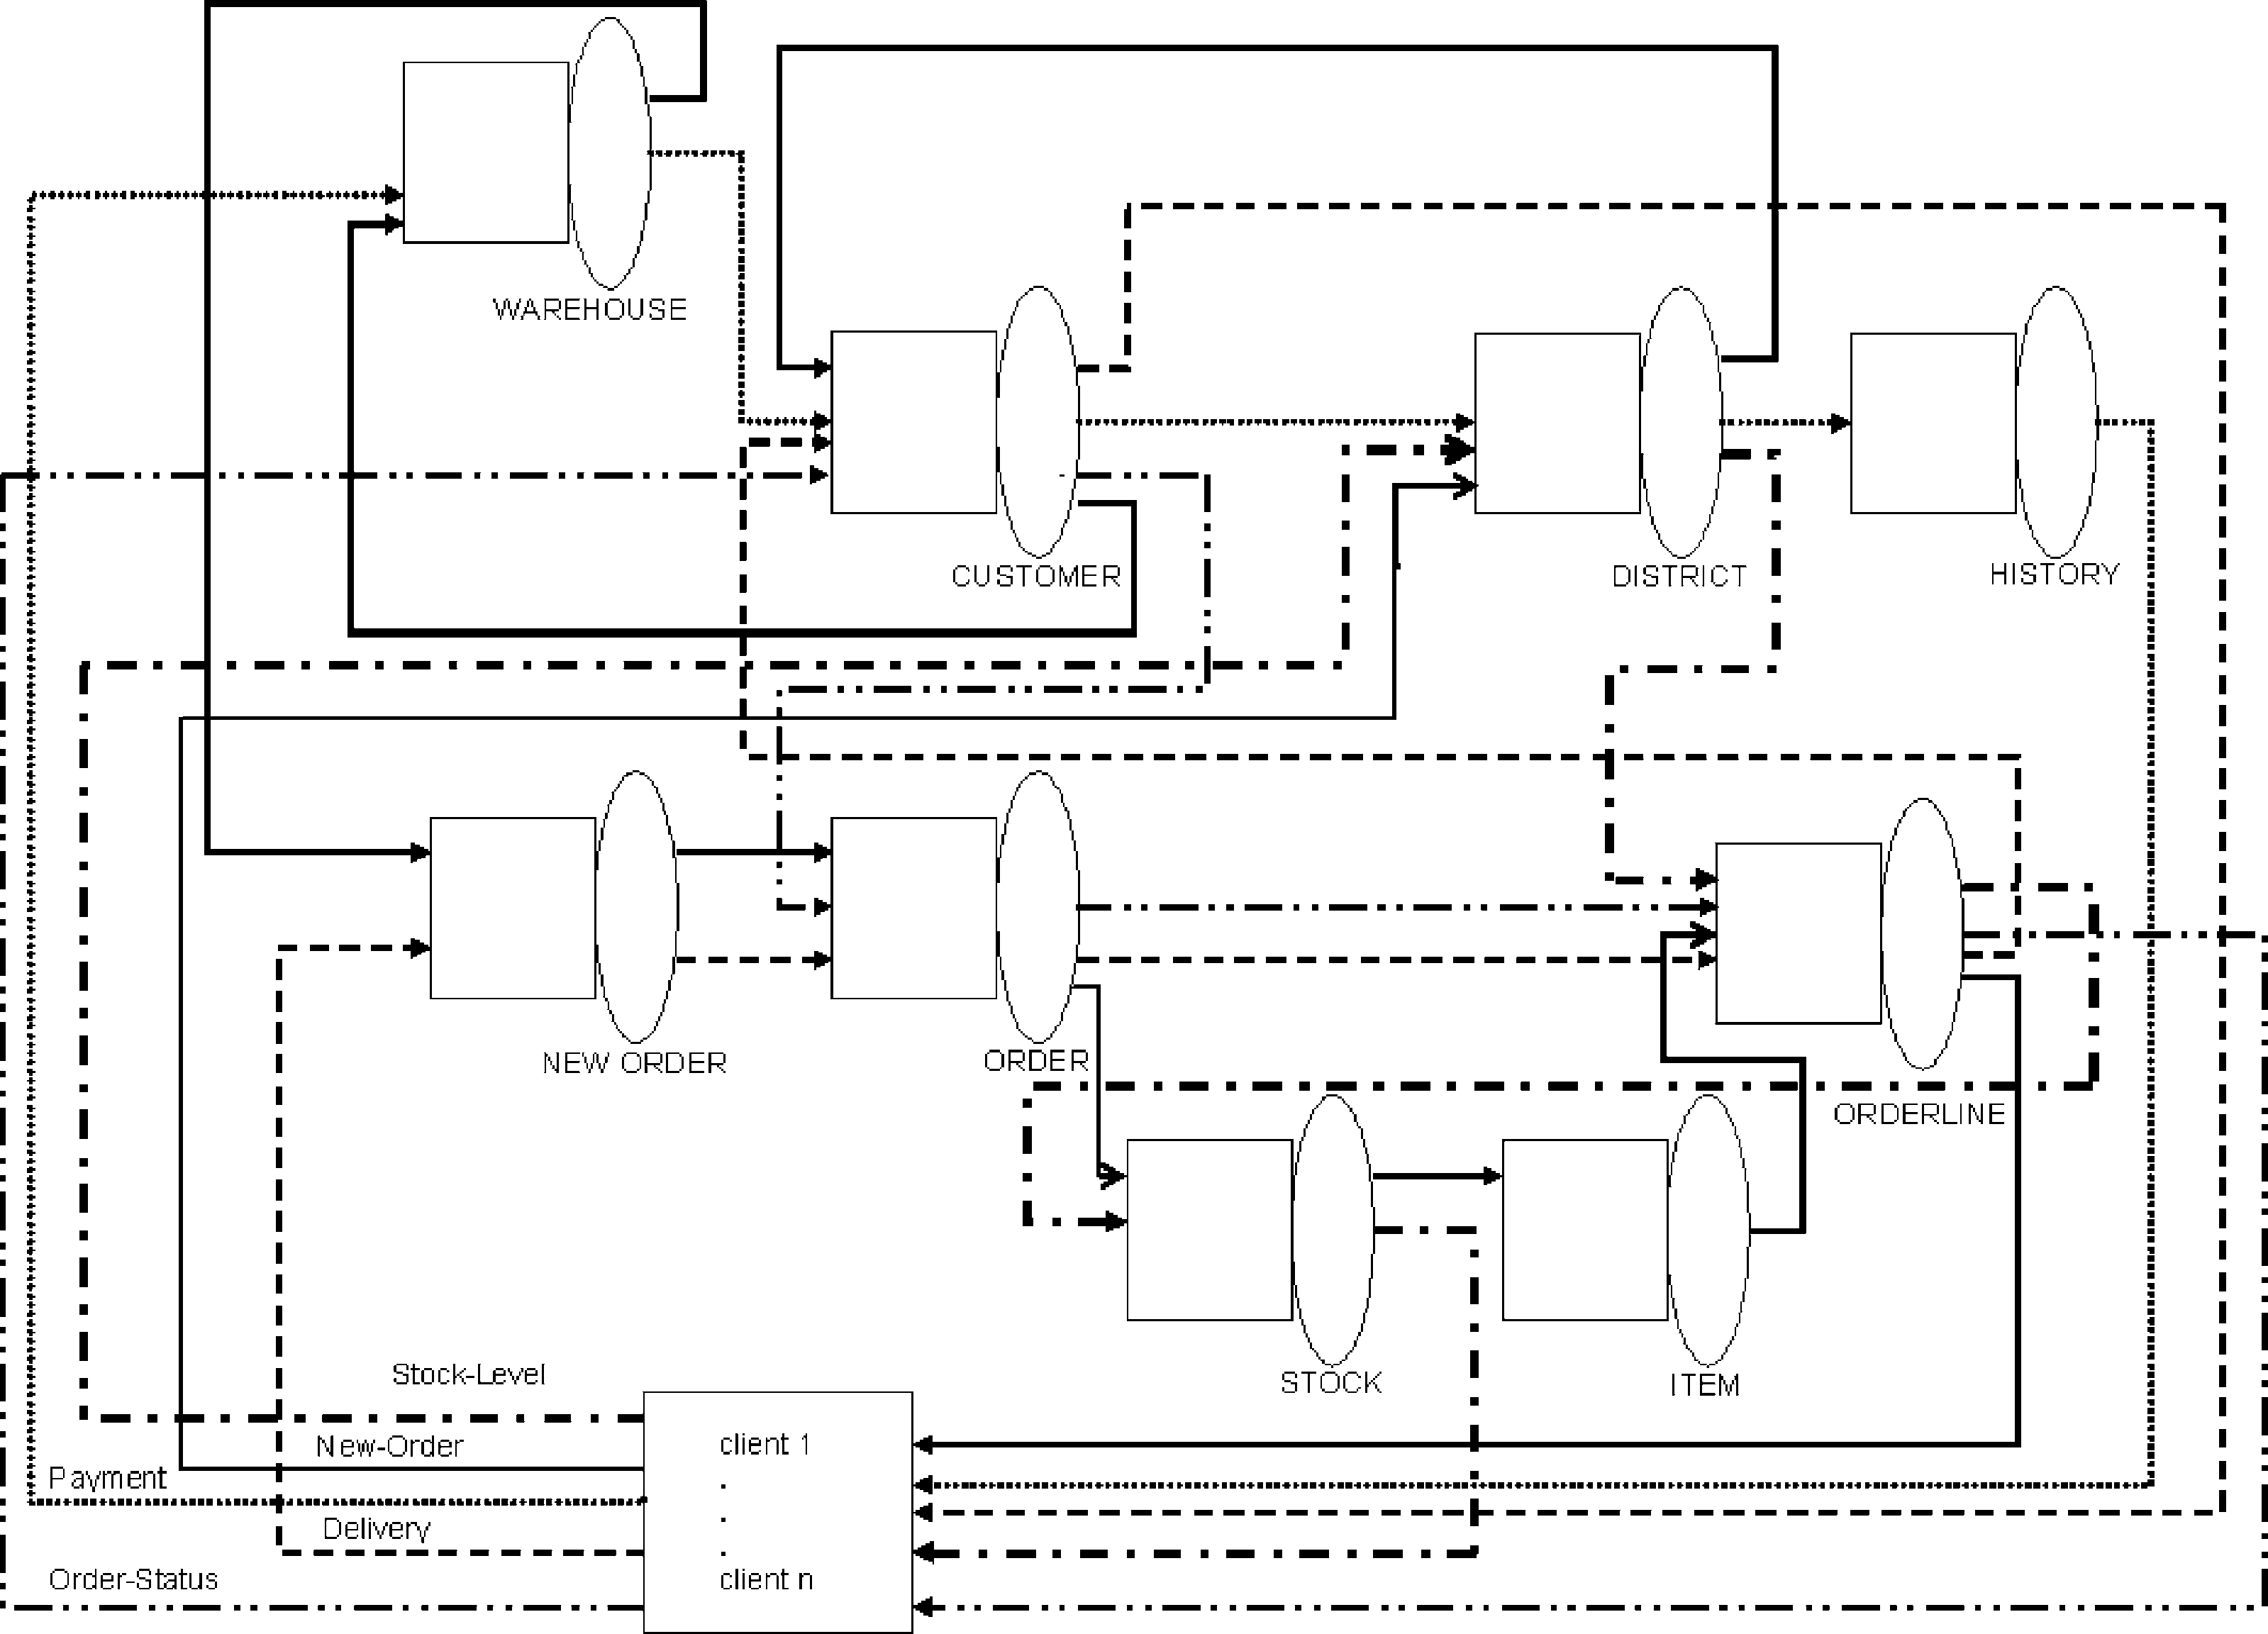 WAREHOUSE
CUSTOMER
DISTRICT
HISTORY
NEW ORDER
ORDER
ORDERLINE
STOCK
ITEM
Stock-Level
New-Order
Payment
Delivery
Order-Status
client 1
.
.
.
client n